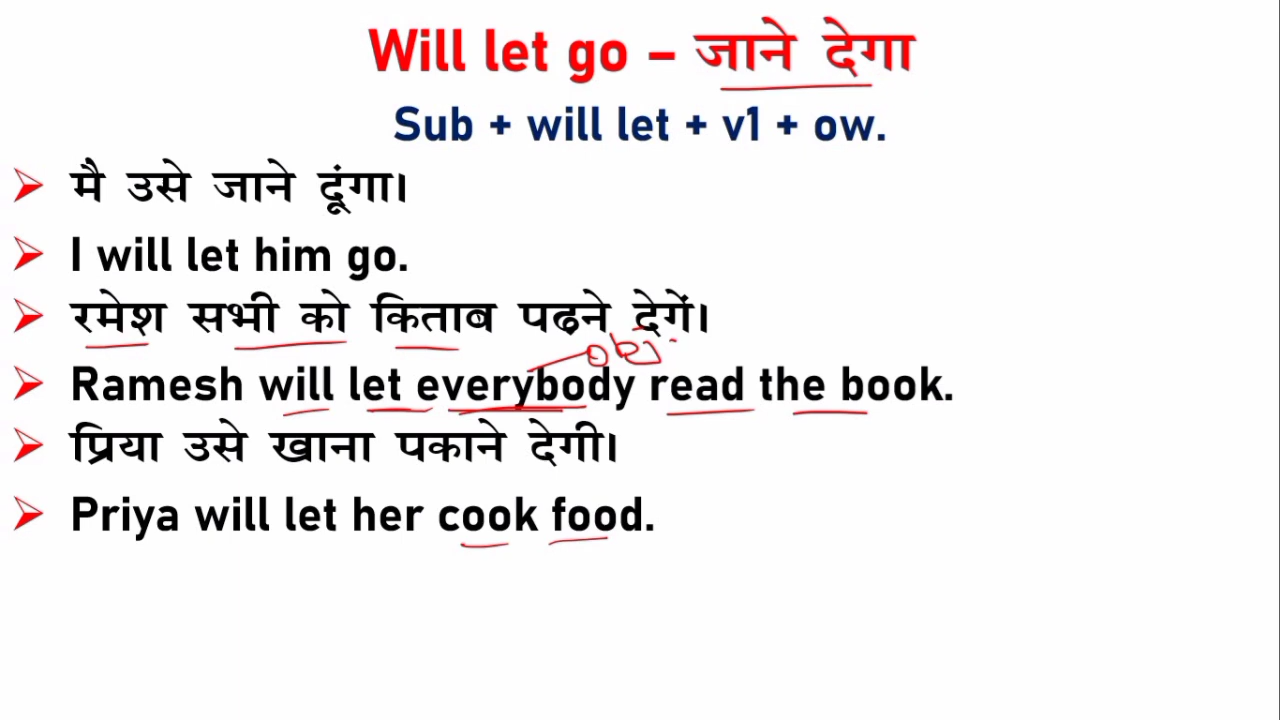 Will let go – जाने देगा
Sub + will let + v1 + ow.
➢ मै उसे जाने दूंगा।
➢ I will let him go.
➢ रमेश सभी को किताब पढने देगें।
obj.
➢ Ramesh will let everybody read the book.
➢ प्रिया उसे खाना पकाने देगी।
➢ Priya will let her cook food.